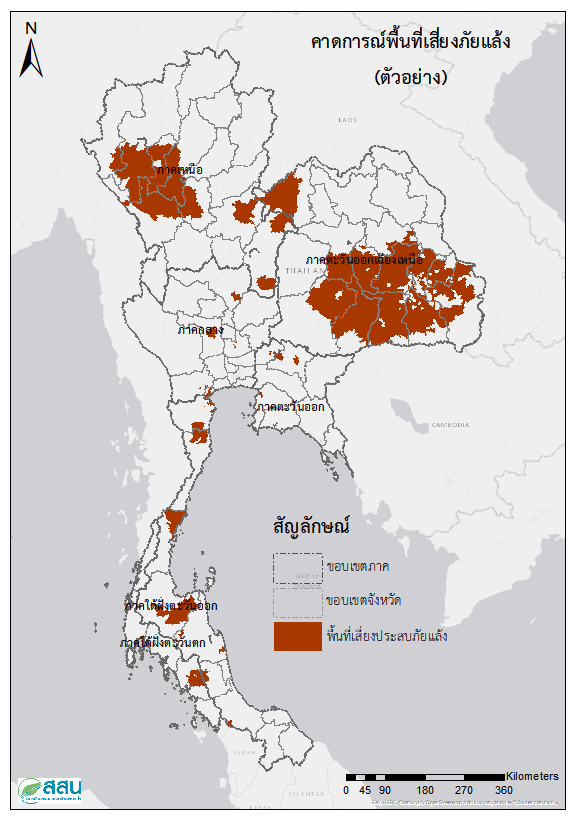 N
คาดการณ์พื้นที่เสี่ยงภัยแล้ง
(ตัวอย่าง)
LAOS
ภาคเหนือ
ภาคตะวันออกเฉียงเหนือ
THAILAND
ภาคกลาง
ภาคตะวันออก
CAMBODIA
สัญลักษณ์
ขอบเขตภาค
Gulf of
ขอบเขตจังหวัด
ภาคใต้ฝั่งตะวันออก
พื้นที่เสี่ยงประสบภัยแล้ง
ภาคใต้ฝั่งตะวันตก
KEDAH
KELANTAN
สสน
Kilometers
0 45 90 180 270 360